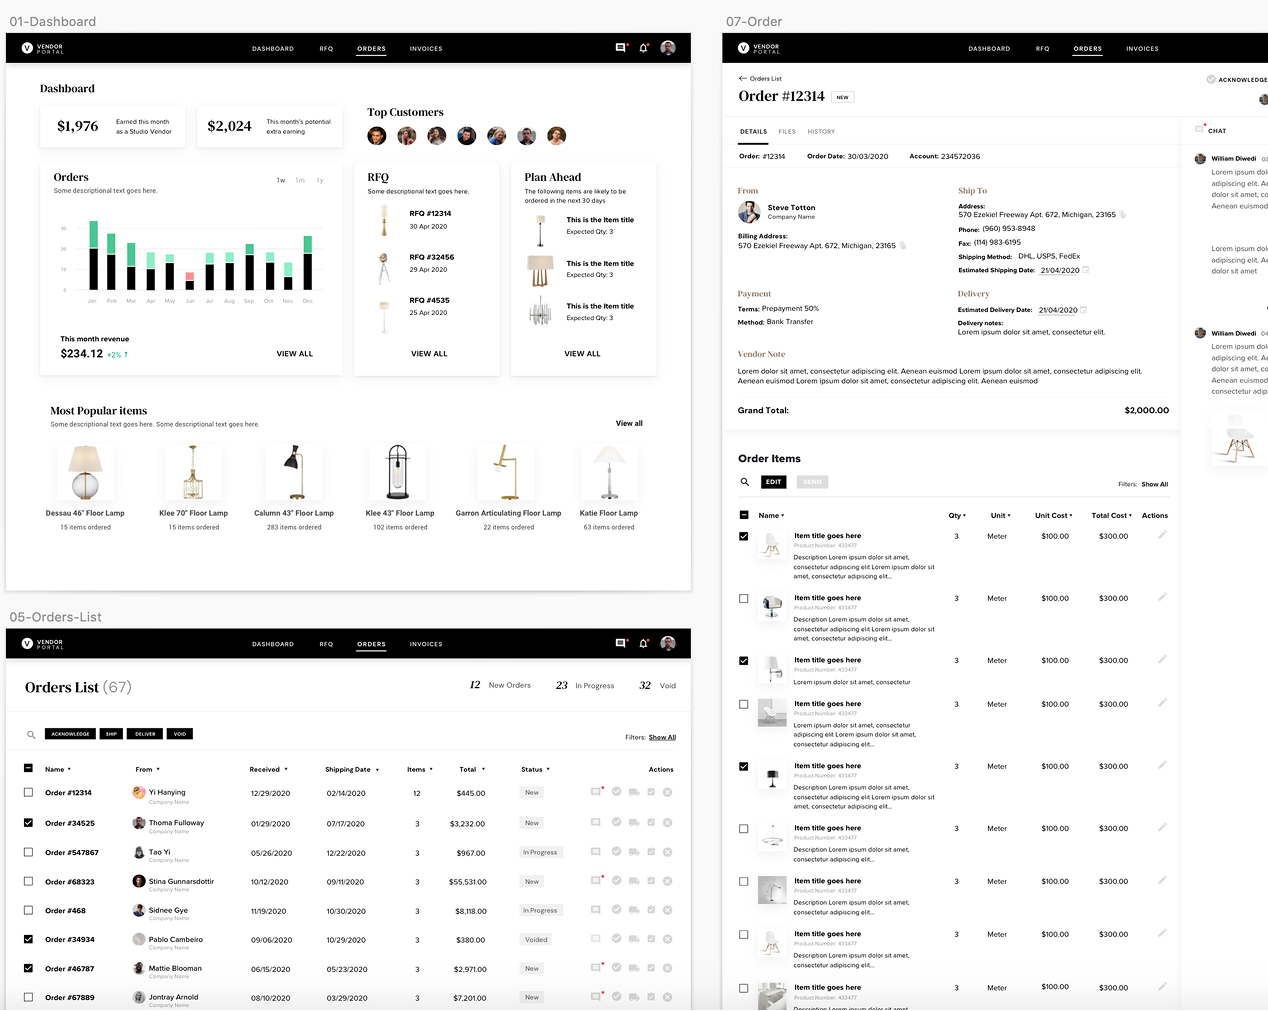 01-Dashboard
VENDOR
PORTAL
DASHBOARD RFQ ORDERS INVOICES
Dashboard
$1,976
Earned this month
as a Studio Vendor
$2,024
This month's potential
extra earning
Top Customers
Orders
Some descriptional text goes here.
1w 1m 1y
Jan Feb Mar Apr May Jun Jul Aug Sep Oct Nov Dec
This month revenue
$234.12 +2% ↑
VIEW ALL
RFQ
Some descriptional text goes here.
RFQ #12314
30 Apr 2020
RFQ #32456
29 Apr 2020
RFQ #4535
25 Apr 2020
VIEW ALL
Plan Ahead
The following items are likely to be
ordered in the next 30 days
This is the Item title
Expected Qty: 3
This is the Item title
Expected Qty: 3
This is the Item title
Expected Qty: 3
VIEW ALL
Most Popular items
Some descriptional text goes here. Some descriptional text goes here.
View all
Dessau 46" Floor Lamp
15 items ordered
Klee 70" Floor Lamp
15 items ordered
Calumn 43" Floor Lamp
283 items ordered
Klee 43" Floor Lamp
102 items ordered
Garron Articulating Floor Lamp
22 items ordered
Katie Floor Lamp
63 items ordered
05-Orders-List
VENDOR
PORTAL
DASHBOARD RFQ ORDERS INVOICES
Orders List (67)
12 New Orders 23 In Progress 32 Void
ACKNOWLEDGE SHIP DELIVER VOID
Filters: Show All
Name From Received Shipping Date Items Total Status Actions
Order #12314 Yi Hanying 12/29/2020 02/14/2020 12 $445.00 New
Company Name
Order #34525 Thoma Fulloway 01/29/2020 07/17/2020 3 $3,232.00 New
Company Name
Order #547867 Tao Yi 05/26/2020 12/22/2020 3 $967.00 In Progress
Company Name
Order #68323 Stina Gunnarsdottir 10/12/2020 09/11/2020 3 $55,531.00 New
Company Name
Order #468 Sidnee Gye 11/19/2020 10/30/2020 3 $8,118.00 In Progress
Company Name
Order #34934 Pablo Cambeiro 09/06/2020 10/29/2020 3 $380.00 Voided
Company Name
Order #46787 Mattie Blooman 06/15/2020 05/23/2020 3 $2,971.00 New
Company Name
Order #67889 Jontray Arnold 08/10/2020 03/29/2020 3 $7,201.00 New
Company Name
07-Order
VENDOR
PORTAL
DASHBOARD RFQ ORDERS INVOICES
← Orders List
Order #12314 NEW
ACKNOWLEDGE
DETAILS FILES HISTORY
Order: #12314 Order Date: 30/03/2020 Account: 234572036
From
Steve Totton
Company Name
Billing Address:
570 Ezekiel Freeway Apt. 672, Michigan, 23165
Ship To
Address:
570 Ezekiel Freeway Apt. 672, Michigan, 23165
Phone: (960) 953-8948
Fax: (114) 983-6195
Shipping Method: DHL, USPS, FedEx
Estimated Shipping Date: 21/04/2020
Payment
Terms: Prepayment 50%
Method: Bank Transfer
Delivery
Estimated Delivery Date: 21/04/2020
Delivery notes:
Lorem ipsum dolor sit amet, consectetur elit.
Vendor Note
Lorem dolor sit amet, consectetur adipiscing elit. Aenean euismod Lorem ipsum dolor sit amet, consectetur adipiscing elit.
Aenean euismod Lorem ipsum dolor sit amet, consectetur adipiscing elit. Aenean euismod
Grand Total: $2,000.00
CHAT
William Diwedi 03
Lorem ipsum dol
adipiscing elit. Ae
Aenean euismod
Lorem ipsum dol
adipiscing elit. Ae
dolor sit amet
William Diwedi 04
Lorem ipsum dol
adipiscing elit. Ae
Lorem ipsum dol
Aenean euismod
consectetur adip
Order Items
EDIT SEND
Filters: Show All
Name Qty Unit Unit Cost Total Cost Actions
Item title goes here 3 Meter $100.00 $300.00
Product Number: 433477
Description Lorem ipsum dolor sit amet,
consectetur adipiscing elit Lorem ipsum dolor sit
amet, consectetur adipiscing elit...
Item title goes here 3 Meter $100.00 $300.00
Product Number: 433477
Description Lorem ipsum dolor sit amet,
consectetur adipiscing elit Lorem ipsum dolor sit
amet, consectetur adipiscing elit...
Item title goes here 3 Meter $100.00 $300.00
Product Number: 433477
Lorem ipsum dolor sit amet, consectetur
Item title goes here 3 Meter $100.00 $300.00
Product Number: 433477
Lorem ipsum dolor sit amet, consectetur
adipiscing elit Lorem ipsum dolor sit amet,
consectetur adipiscing elit...
Item title goes here 3 Meter $100.00 $300.00
Product Number: 433477
Description Lorem ipsum dolor sit amet,
consectetur adipiscing elit Lorem ipsum dolor sit
amet, consectetur adipiscing elit...
Item title goes here 3 Meter $100.00 $300.00
Product Number: 433477
Description Lorem ipsum dolor sit amet,
consectetur adipiscing elit...
Item title goes here 3 Meter $100.00 $300.00
Product Number: 433477
Description Lorem ipsum dolor sit amet,
consectetur adipiscing elit...
Item title goes here 3 Meter $100.00 $300.00
Product Number: 433477
Description Lorem ipsum dolor sit amet,
consectetur adipiscing elit...
Item title goes here 3 Meter $100.00 $300.00
Product Number: 433477
Description Lorem ipsum dolor sit amet,